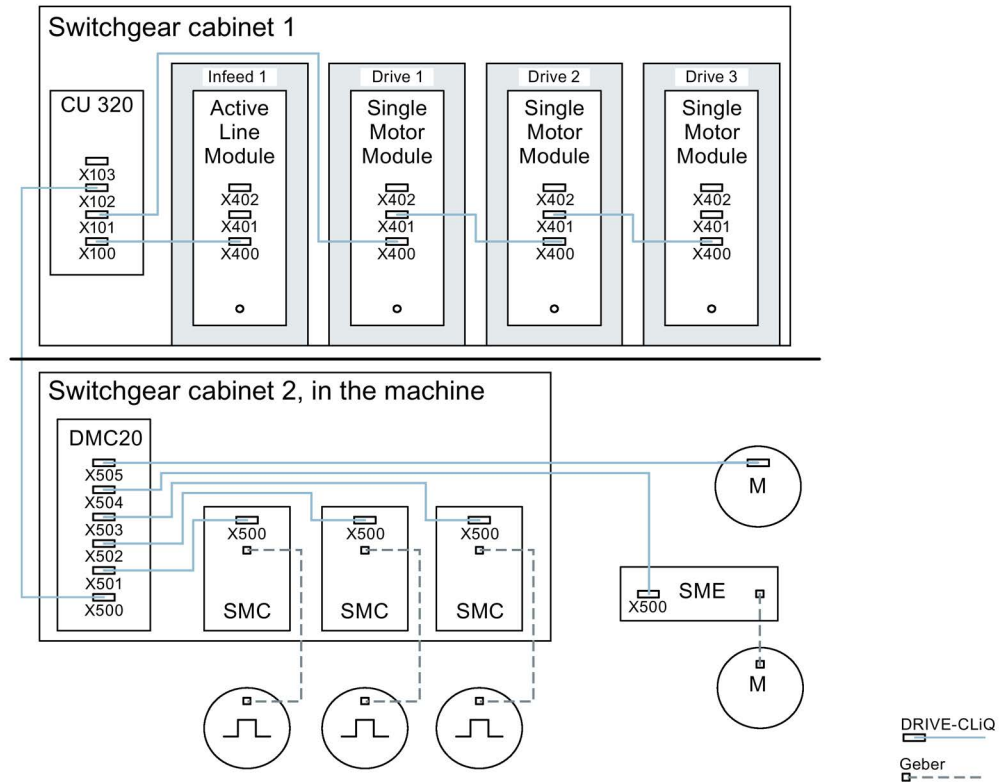 Switchgear cabinet 1
CU 320
X103
X102
X101
X100
Infeed 1
Active
Line
Module
X402
X401
X400
Drive 1
Single
Motor
Module
X402
X401
X400
Drive 2
Single
Motor
Module
X402
X401
X400
Drive 3
Single
Motor
Module
X402
X401
X400
Switchgear cabinet 2, in the machine
DMC20
X505
X504
X503
X502
X501
X500
X500
SMC
X500
SMC
X500
SMC
M
X500
SME
M
DRIVE-CLiQ
Geber